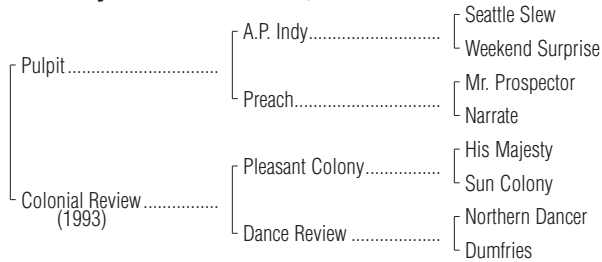 Seattle Slew
A.P. Indy..............................
Weekend Surprise
Pulpit................................
Mr. Prospector
Preach...............................
Narrate
His Majesty
Pleasant Colony................
Sun Colony
Colonial Review................
(1993)
Northern Dancer
Dance Review ...................
Dumfries